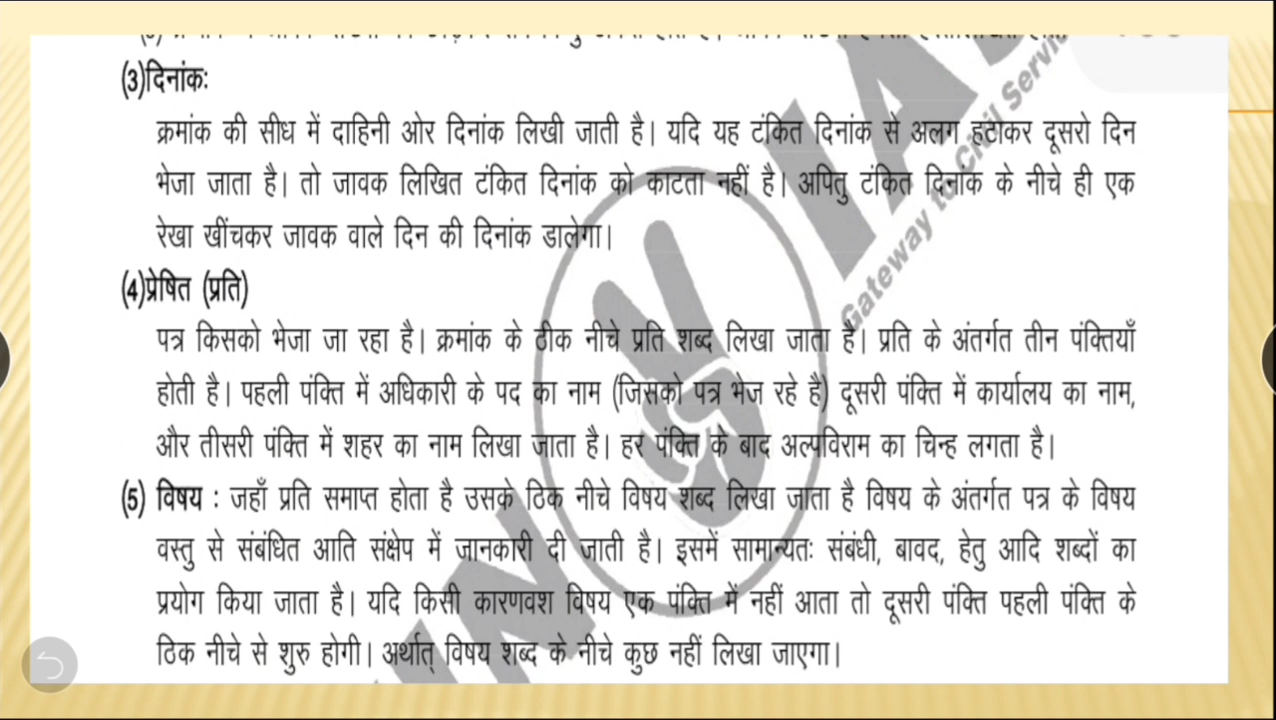 (3)दिनांकः
क्रमांक की सीध में दाहिनी ओर दिनांक लिखी जाती है। यदि यह टंकित दिनांक से अलग हटाकर दूसरो दिन
भेजा जाता है। तो जावक लिखित टंकित दिनांक को काटता नहीं है। अपितु टंकित दिनांक के नीचे ही एक
रेखा खींचकर जावक वाले दिन की दिनांक डालेगा।
(4)प्रेषित (प्रति)
पत्र किसको भेजा जा रहा है। क्रमांक के ठीक नीचे प्रति शब्द लिखा जाता है। प्रति के अंतर्गत तीन पंक्तियाँ
होती है। पहली पंक्ति में अधिकारी के पद का नाम (जिसको पत्र भेज रहे है) दूसरी पंक्ति में कार्यालय का नाम,
और तीसरी पंक्ति में शहर का नाम लिखा जाता है। हर पंक्ति के बाद अल्पविराम का चिन्ह लगता है।
(5) विषय : जहाँ प्रति समाप्त होता है उसके ठिक नीचे विषय शब्द लिखा जाता है विषय के अंतर्गत पत्र के विषय
वस्तु से संबंधित आति संक्षेप में जानकारी दी जाती है। इसमें सामान्यतः संबंधी, बावद, हेतु आदि शब्दों का
प्रयोग किया जाता है। यदि किसी कारणवश विषय एक पंक्ति में नहीं आता तो दूसरी पंक्ति पहली पंक्ति के
ठिक नीचे से शुरु होगी। अर्थात् विषय शब्द के नीचे कुछ नहीं लिखा जाएगा।
Gateway to Civil Servi